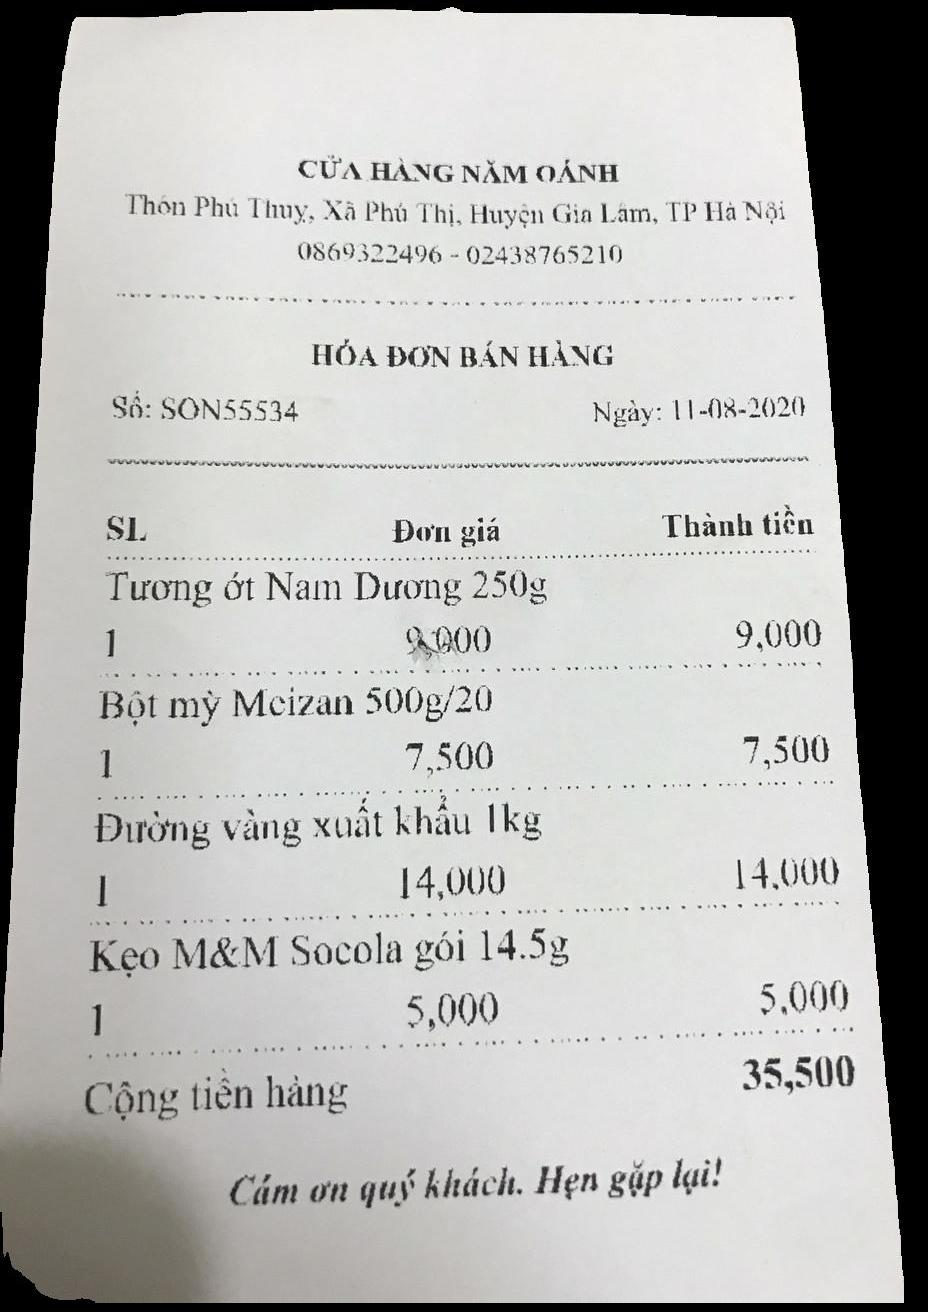 CỬA HÀNG NĂM OÁNH
Thôn Phú Thuy, Xã Phú Thị, Huyện Gia Lâm, TP Hà Nội
0869322496 - 02438765210
HÓA ĐƠN BÁN HÀNG
Số: SON55534 Ngày: 11-08-2020
SL Đơn giá Thành tiền
Tương ớt Nam Dương 250g
1 9,000 9,000
Bột mỳ Meizan 500g/20
1 7,500 7,500
Đường vàng xuất khẩu 1kg
1 14,000 14,000
Kẹo M&M Socola gói 14.5g
1 5,000 5,000
Cộng tiền hàng 35,500
Cám ơn quý khách. Hẹn gặp lại!